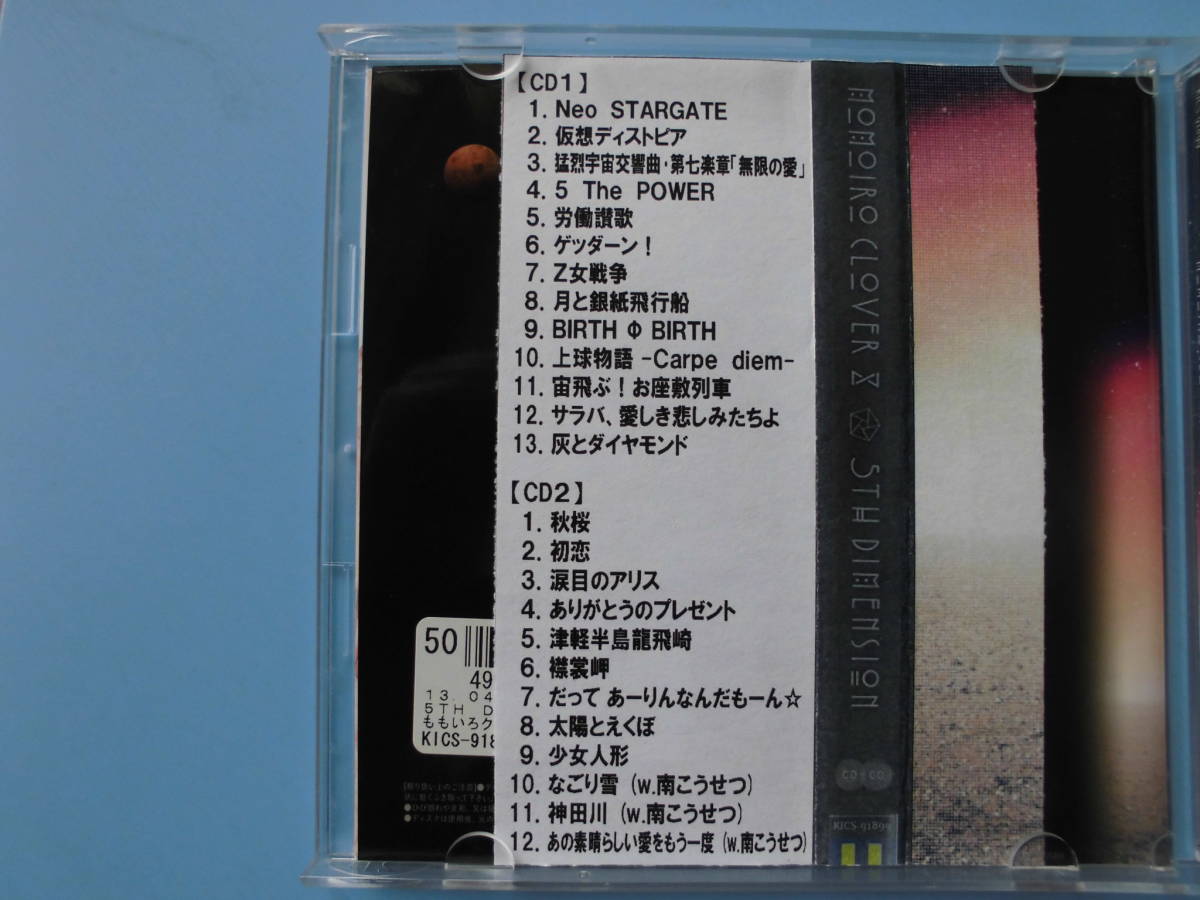 【CD1】
1. Neo STARGATE
2. 仮想ディストピア
3. 猛烈宇宙交響曲・第七楽章「無限の愛」
4. 5 The POWER
5. 労働讃歌
6. ゲッダーン！
7. Z女戦争
8. 月と銀紙飛行船
9. BIRTH Φ BIRTH
10. 上球物語 -Carpe diem-
11. 宙飛ぶ！お座敷列車
12. サラバ、愛しき悲しみたちよ
13. 灰とダイヤモンド
【CD2】
1. 秋桜
2. 初恋
3. 涙目のアリス
4. ありがとうのプレゼント
5. 津軽半島龍飛崎
6. 襟裳岬
7. だって あーりんなんだもーん☆
8. 太陽とえくぼ
9. 少女人形
10. なごり雪 (w.南こうせつ)
11. 神田川 (w.南こうせつ)
12. あの素晴らしい愛をもう一度 (w.南こうせつ)
MOMOIRO CLOVER Z 5TH DIMENSION
CD+CD
KICS-91899
50
49
13.04
5TH D
ももいろク
KICS-918